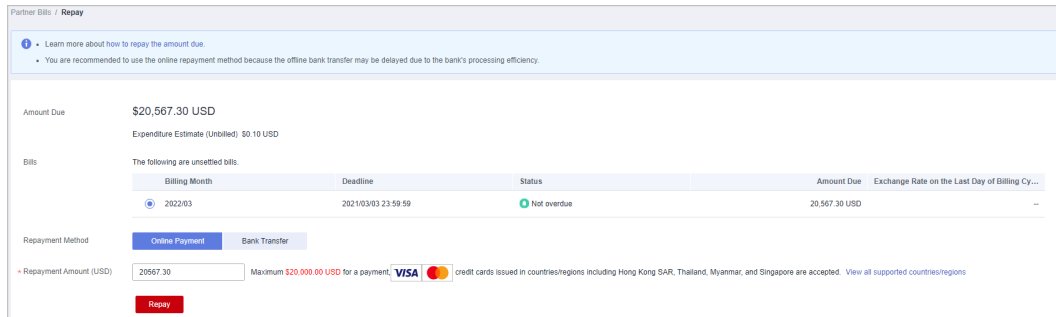 Partner Bills / Repay
Learn more about how to repay the amount due.
You are recommended to use the online repayment method because the offline bank transfer may be delayed due to the bank's processing efficiency.
Amount Due $20,567.30 USD
Expenditure Estimate (Unbilled) $0.10 USD
Bills The following are unsettled bills.
Billing Month Deadline Status Amount Due Exchange Rate on the Last Day of Billing Cy...
2022/03 2021/03/03 23:59:59 Not overdue 20,567.30 USD --
Repayment Method Online Payment Bank Transfer
* Repayment Amount (USD) 20567.30 Maximum $20,000.00 USD for a payment, VISA credit cards issued in countries/regions including Hong Kong SAR, Thailand, Myanmar, and Singapore are accepted. View all supported countries/regions
Repay